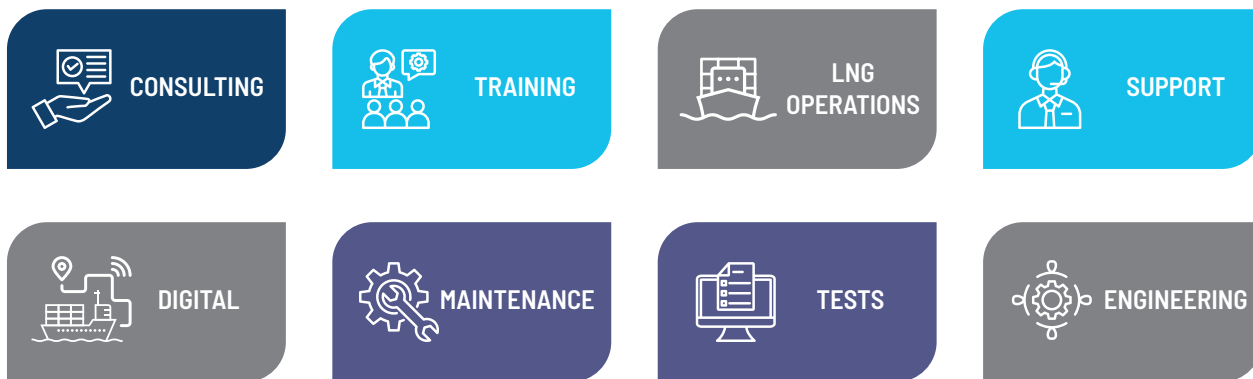 CONSULTING
TRAINING
LNG
OPERATIONS
SUPPORT
DIGITAL
MAINTENANCE
TESTS
ENGINEERING